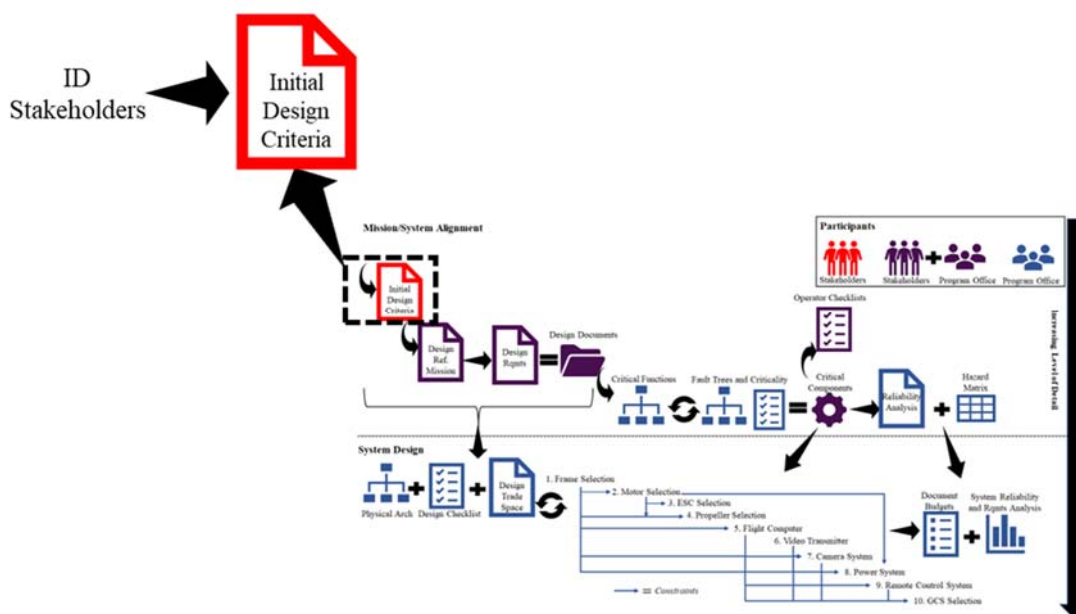 ID
Stakeholders
Initial
Design
Criteria
Mission/System Alignment
Participants
Stakeholders
Stakeholders
Program Office
Program Office
Initial
Design
Criteria
Operator Checklists
Design
Ref.
Mission
Design
Rqmts
Design Documents
Critical Functions
Fault Trees and Criticality
Critical
Components
Reliability
Analysis
Hazard
Matrix
Increasing Level of Detail
System Design
Physical Arch
Design Checklist
Design
Trade
Space
1. Frame Selection
2. Motor Selection
3. ESC Selection
4. Propeller Selection
5. Flight Computer
6. Video Transmitter
7. Camera System
8. Power System
9. Remote Control System
10. GCS Selection
= Constraints
Document
Budgets
System Reliability
and Rqmts Analysis